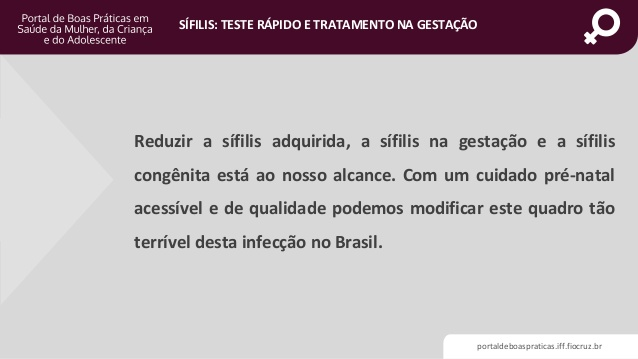 Portal de Boas Práticas em
Saúde da Mulher, da Criança
e do Adolescente
SÍFILIS: TESTE RÁPIDO E TRATAMENTO NA GESTAÇÃO
Reduzir a sífilis adquirida, a sífilis na gestação e a sífilis
congênita está ao nosso alcance. Com um cuidado pré-natal
acessível e de qualidade podemos modificar este quadro tão
terrível desta infecção no Brasil.
portaldeboaspraticas.iff.fiocruz.br